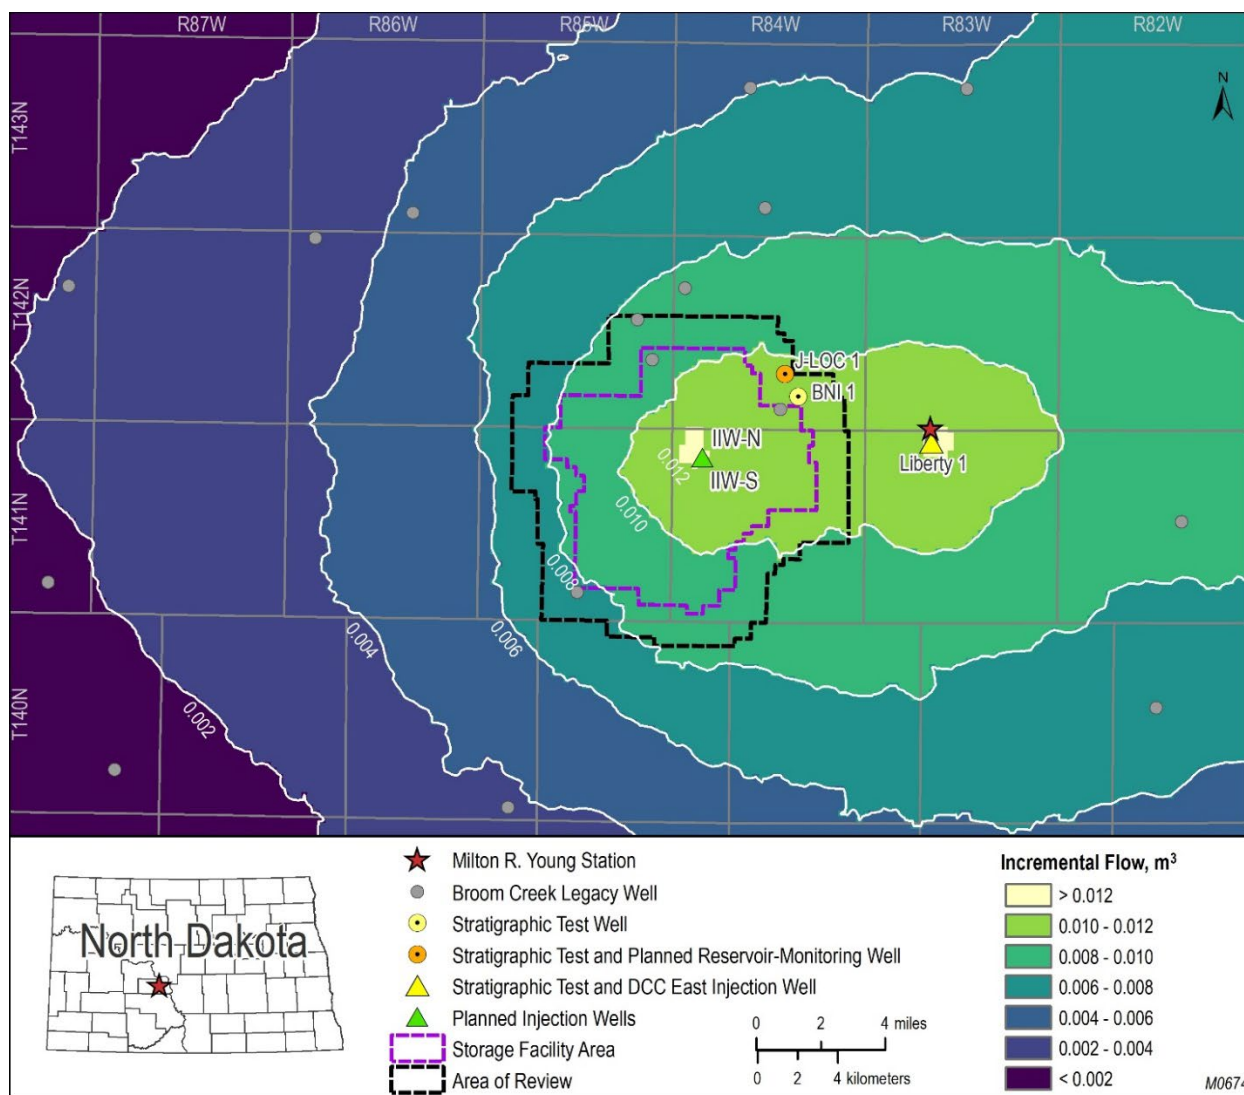 R87W
R86W
R85W
R84W
R83W
R82W
N
T143N
T142N
J-LOC 1
BNI 1
IIW-N
0.012
IIW-S
Liberty 1
0.010
T141N
0.008
0.006
0.004
0.002
T140N
North Dakota
Milton R. Young Station
Broom Creek Legacy Well
Stratigraphic Test Well
Stratigraphic Test and Planned Reservoir-Monitoring Well
Stratigraphic Test and DCC East Injection Well
Planned Injection Wells
Storage Facility Area
Area of Review
0 2 4 miles
0 2 4 kilometers
Incremental Flow, m³
> 0.012
0.010 - 0.012
0.008 - 0.010
0.006 - 0.008
0.004 - 0.006
0.002 - 0.004
< 0.002
M0674